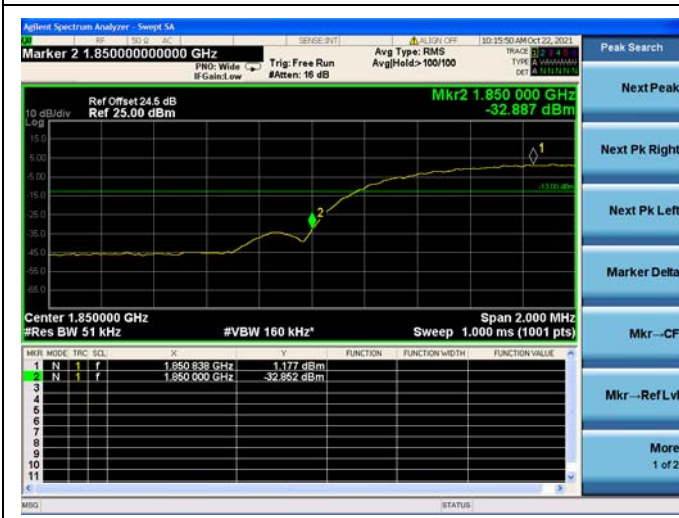 Agilent Spectrum Analyzer - Swept SA
RF 50 Ω AC SENSE:INT ALIGN OFF 10:15:50 AM Oct 22, 2021
Marker 2 1.850000000000 GHz
PNO: Wide
IFGain:Low
Trig: Free Run
#Atten: 16 dB
Avg Type: RMS
Avg|Hold:>100/100
TRACE 1 2 3 4 5 6
TYPE A WWWWW
DET A N N N N N
Peak Search
Mkr2 1.850 000 GHz
-32.887 dBm
Ref Offset 24.5 dB
Ref 25.00 dBm
10 dB/div
Log
15.0
5.00
-5.00
-15.0
-25.0
-35.0
-45.0
-55.0
-65.0
1
-13.00 dBm
2
Center 1.850000 GHz
Span 2.000 MHz
#Res BW 51 kHz
#VBW 160 kHz*
Sweep 1.000 ms (1001 pts)
MKR MODE TRC SCL X Y FUNCTION FUNCTION WIDTH FUNCTION VALUE
1 N 1 f 1.850 838 GHz 1.177 dBm
2 N 1 f 1.850 000 GHz -32.852 dBm
3
4
5
6
7
8
9
10
11
MSG
STATUS
Next Peak
Next Pk Right
Next Pk Left
Marker Delta
Mkr→CF
Mkr→Ref Lvl
More
1 of 2